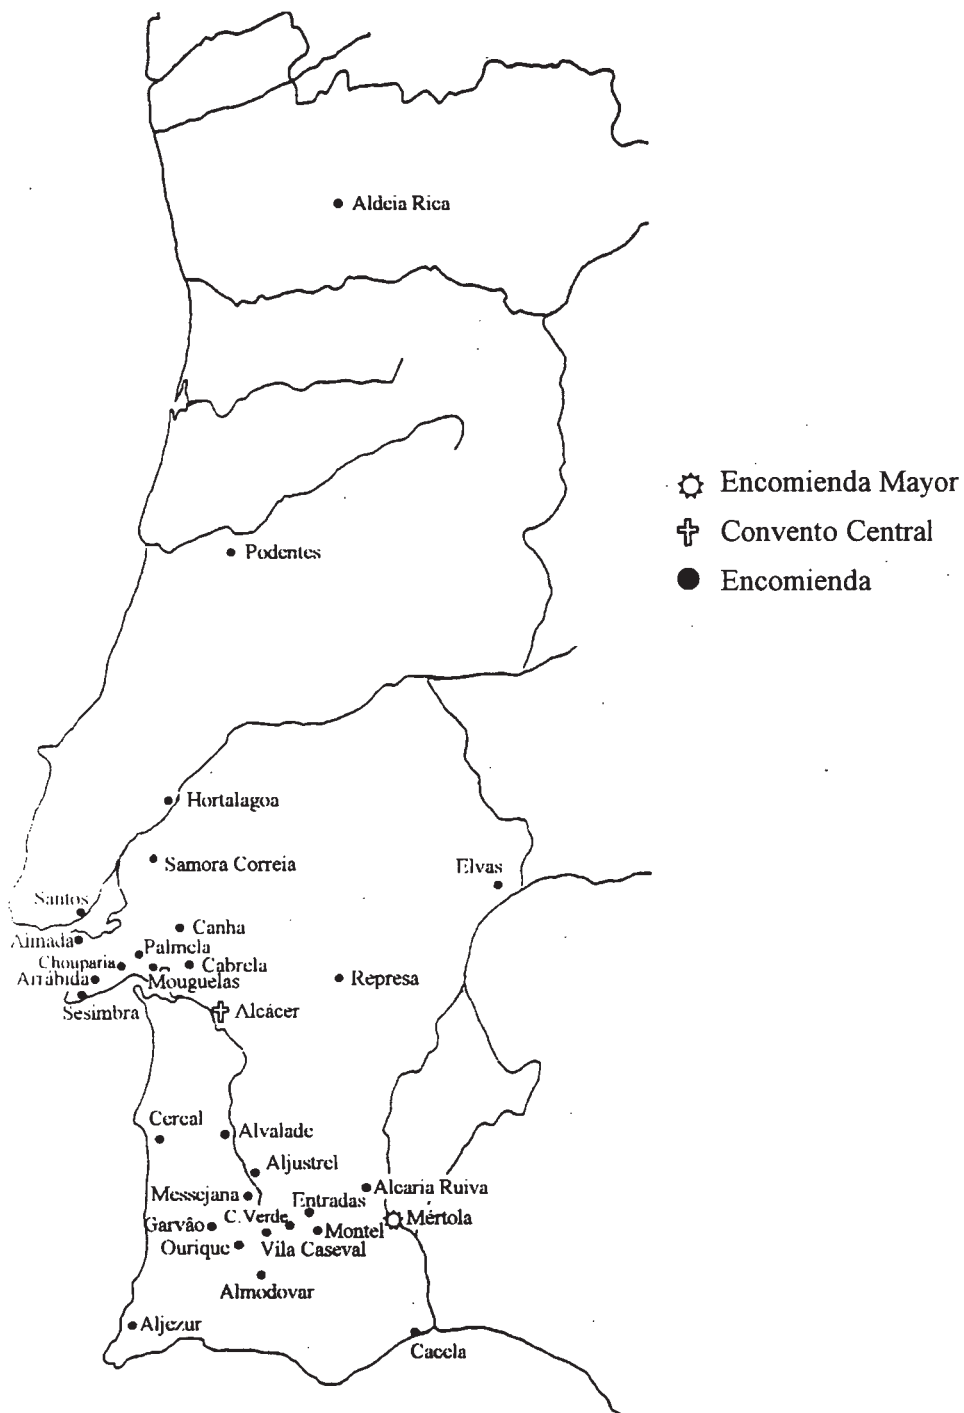 Aldeia Rica
Encomienda Mayor
Convento Central
Encomienda
Podentes
Hortalagoa
Samora Correia
Elvas
Santos
Canha
Almada
Palmela
Chouparia
Cabrela
Arrábida
Mouguelas
Represa
Sesimbra
Alcácer
Cercal
Alvalade
Aljustrel
Messejana
Alcaria Ruiva
Entradas
C. Verde
Mértola
Garvâo
Montel
Ourique
Vila Caseval
Almodovar
Aljezur
Cacela